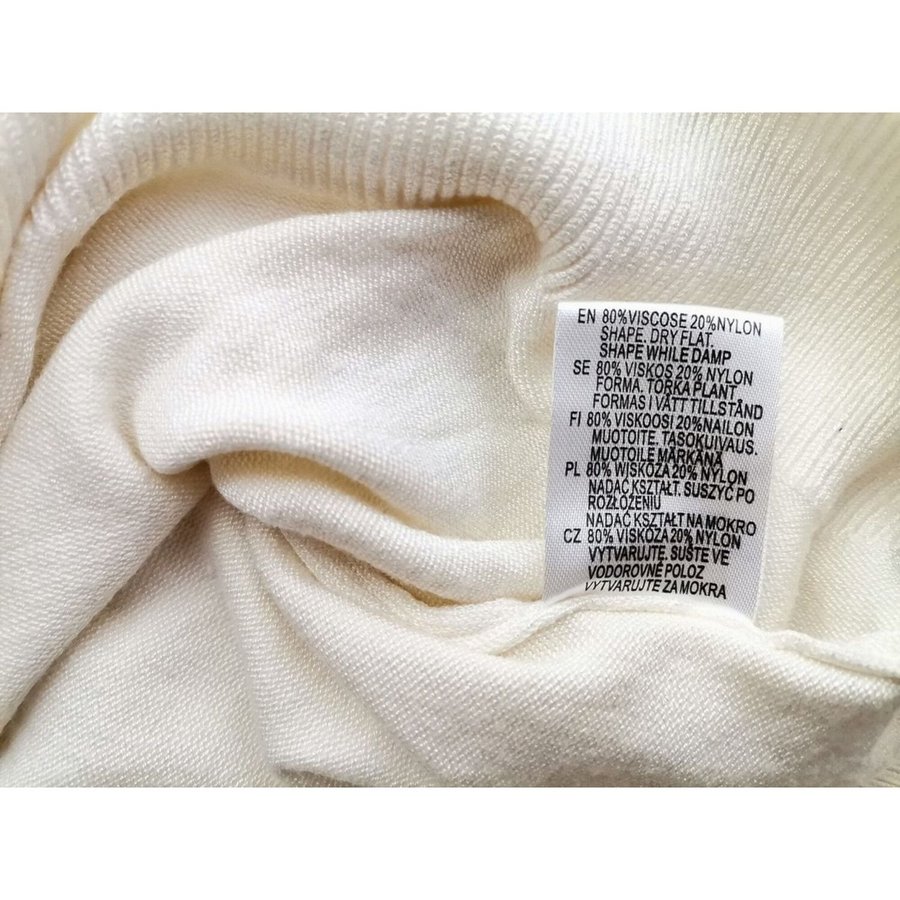 EN 80%VISCOSE 20%NYLON
SHAPE. DRY FLAT.
SHAPE WHILE DAMP
SE 80% VISKOS 20% NYLON
FORMA. TORKA PLANT
FORMAS I VÅTT TILLSTÅND
FI 80% VISKOOSI 20%NAILON
MUOTOITE. TASOKUIVAUS.
MUOTOILE MÄRKÄNÄ
PL 80% WISKOZA 20% NYLON
NADAĆ KSZTAŁT. SUSZYĆ PO
ROZŁOŻENIU
NADAĆ KSZTAŁT NA MOKRO
CZ 80% VISKÓZA 20% NYLON
VYTVARUJTE. SUŠTE VE
VODOROVNÉ POLOZ
VYTVARUJTE ZA MOKRA